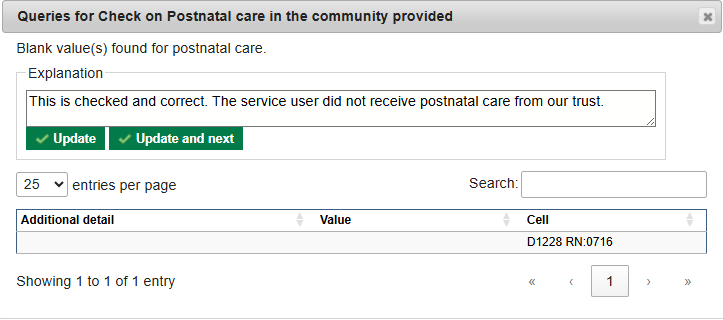 Queries for Check on Postnatal care in the community provided
Blank value(s) found for postnatal care.
Explanation
This is checked and correct. The service user did not receive postnatal care from our trust.
Update Update and next
25 entries per page Search:
Additional detail Value Cell
D1228 RN:0716
Showing 1 to 1 of 1 entry « ‹ 1 › »